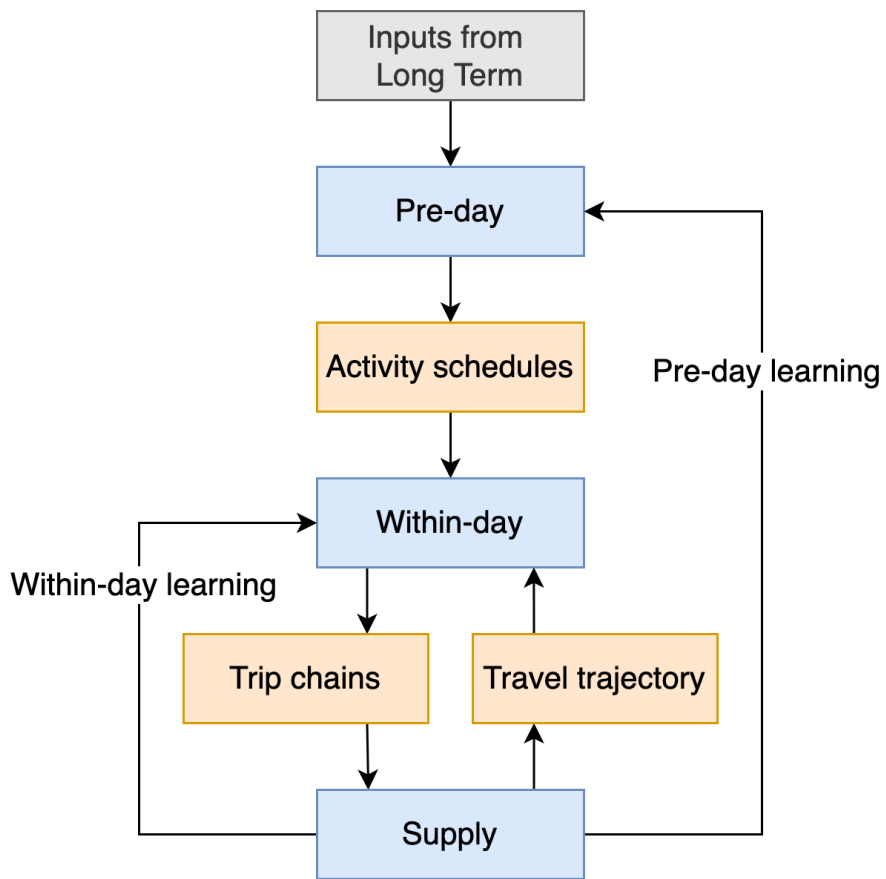 Inputs from
Long Term
Pre-day
Activity schedules
Pre-day learning
Within-day
Within-day learning
Trip chains
Travel trajectory
Supply